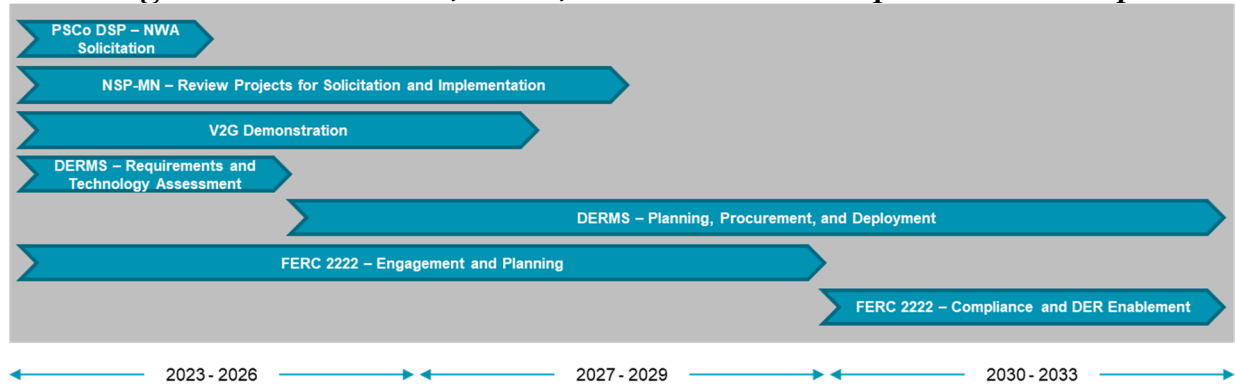 PSCo DSP – NWA
Solicitation
NSP-MN – Review Projects for Solicitation and Implementation
V2G Demonstration
DERMS – Requirements and
Technology Assessment
DERMS – Planning, Procurement, and Deployment
FERC 2222 – Engagement and Planning
FERC 2222 – Compliance and DER Enablement
2023 - 2026
2027 - 2029
2030 - 2033